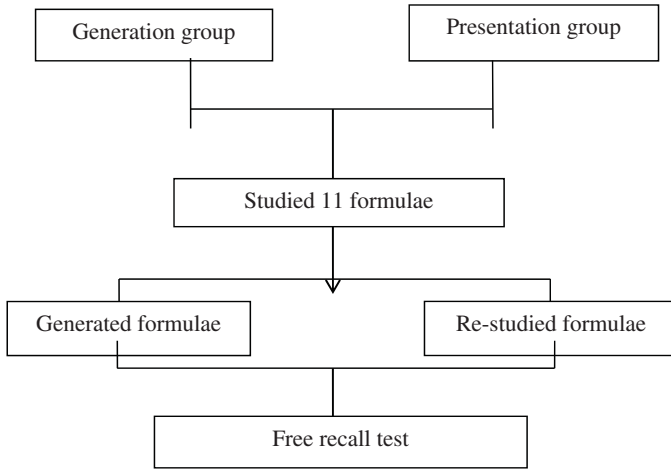 Generation group
Presentation group
Studied 11 formulae
Generated formulae
Re-studied formulae
Free recall test